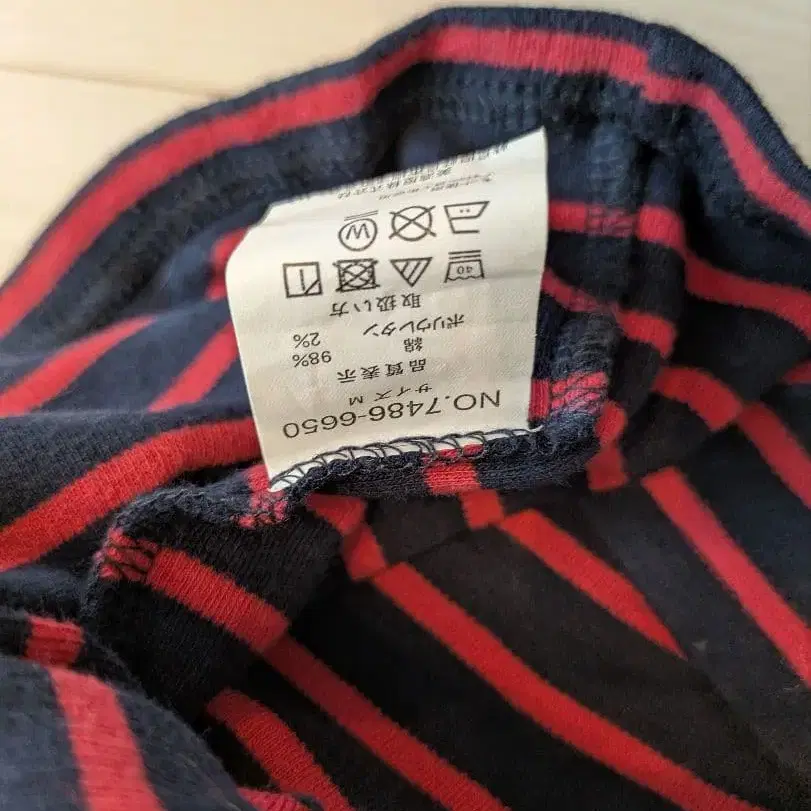 NO.7486-6650
サイズ M
品質表示
綿 98%
ポリウレタン 2%
取扱い方
40
W